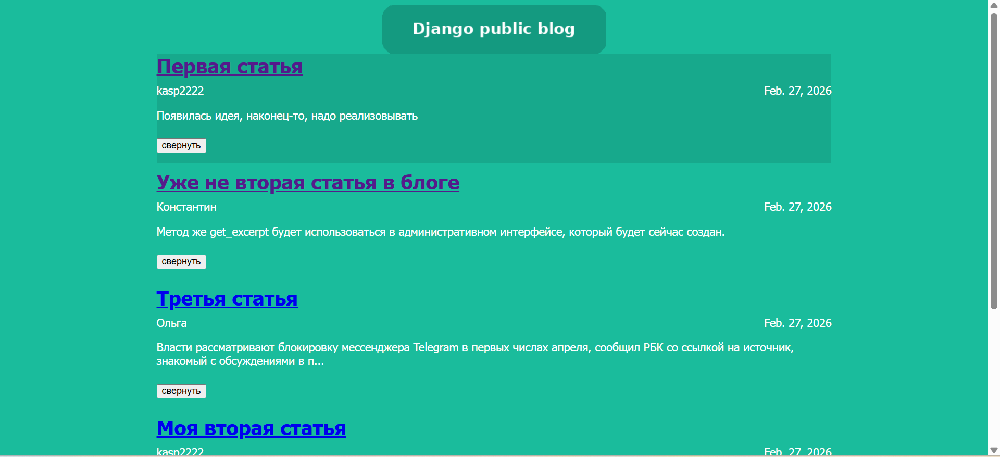 Django public blog
Первая статья
kasp2222 Feb. 27, 2026
Появилась идея, наконец-то, надо реализовывать
свернуть
Уже не вторая статья в блоге
Константин Feb. 27, 2026
Метод же get_excerpt будет использоваться в административном интерфейсе, который будет сейчас создан.
свернуть
Третья статья
Ольга Feb. 27, 2026
Власти рассматривают блокировку мессенджера Telegram в первых числах апреля, сообщил РБК со ссылкой на источник,
знакомый с обсуждениями в п...
свернуть
Моя вторая статья
kasp2222 Feb. 27, 2026